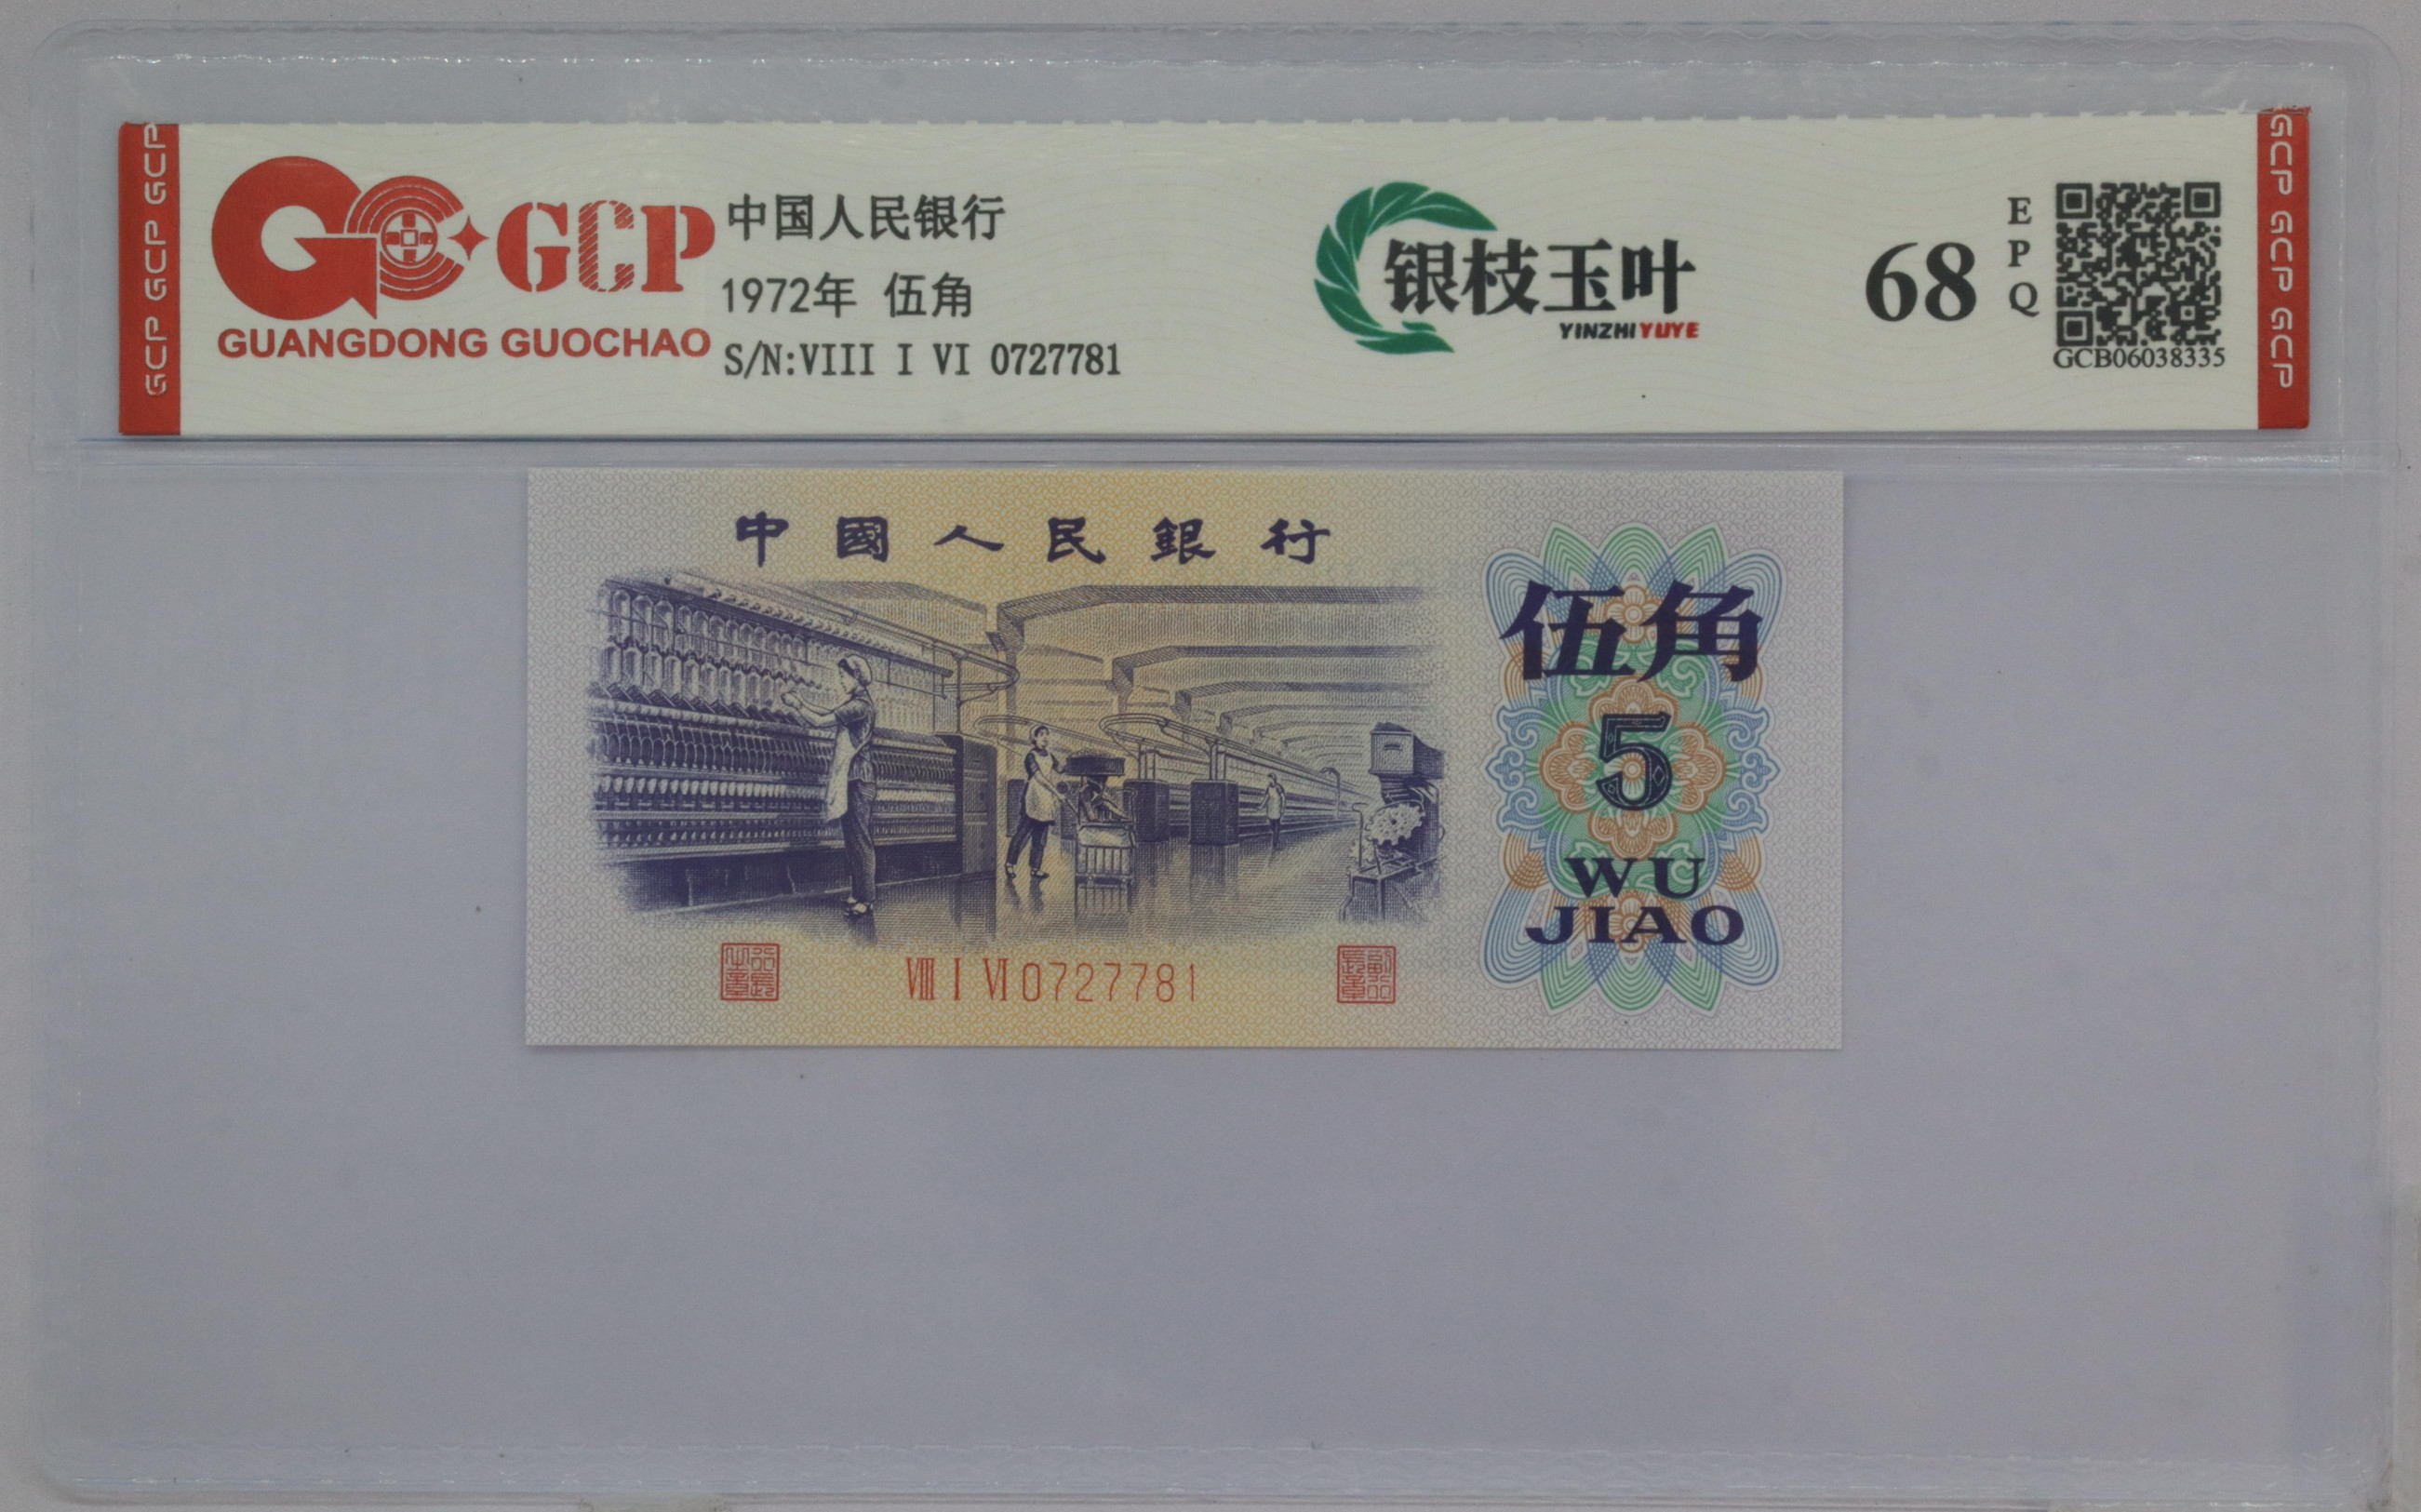 GCP GCP GCP
GCP
GUANGDONG GUOCHAO
中国人民银行
1972年 伍角
S/N:VIII I VI 0727781
银枝玉叶
YINZHIYUYE
68
EPQ
GCB06038335
GCP GCP GCP
中國人民銀行
伍角
5
WU
JIAO
VIII I VI 0727781